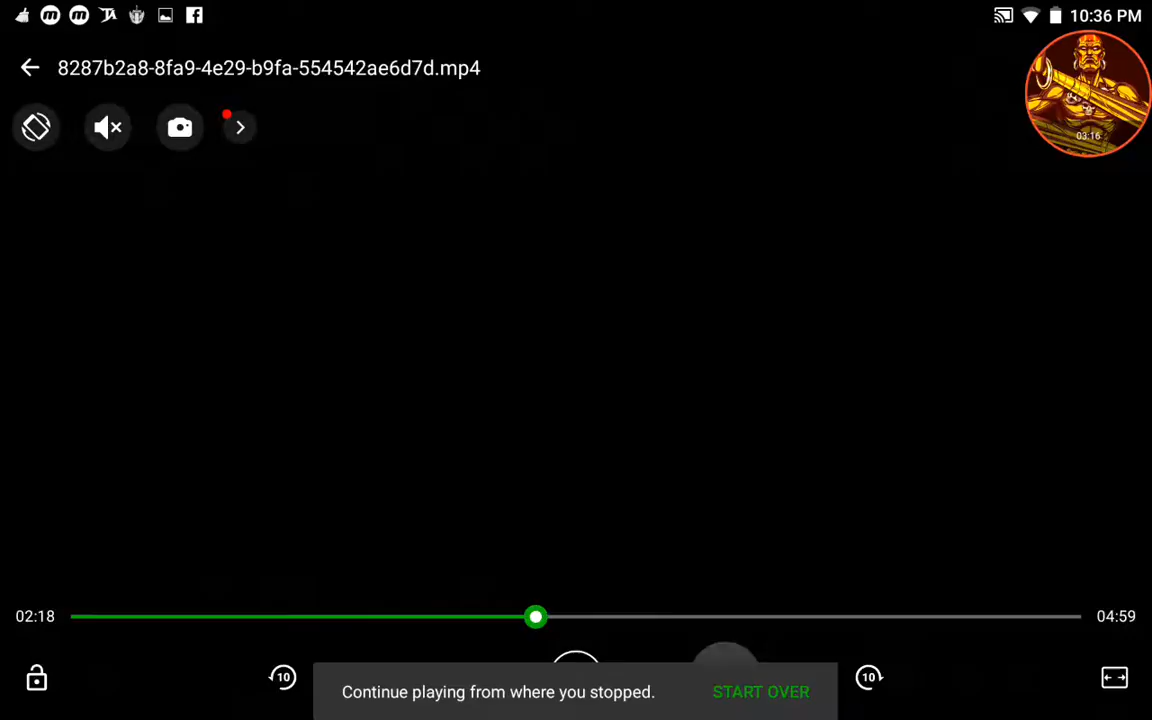 10:36 PM
8287b2a8-8fa9-4e29-b9fa-554542ae6d7d.mp4
03:16
02:18
04:59
10
Continue playing from where you stopped.
START OVER
10